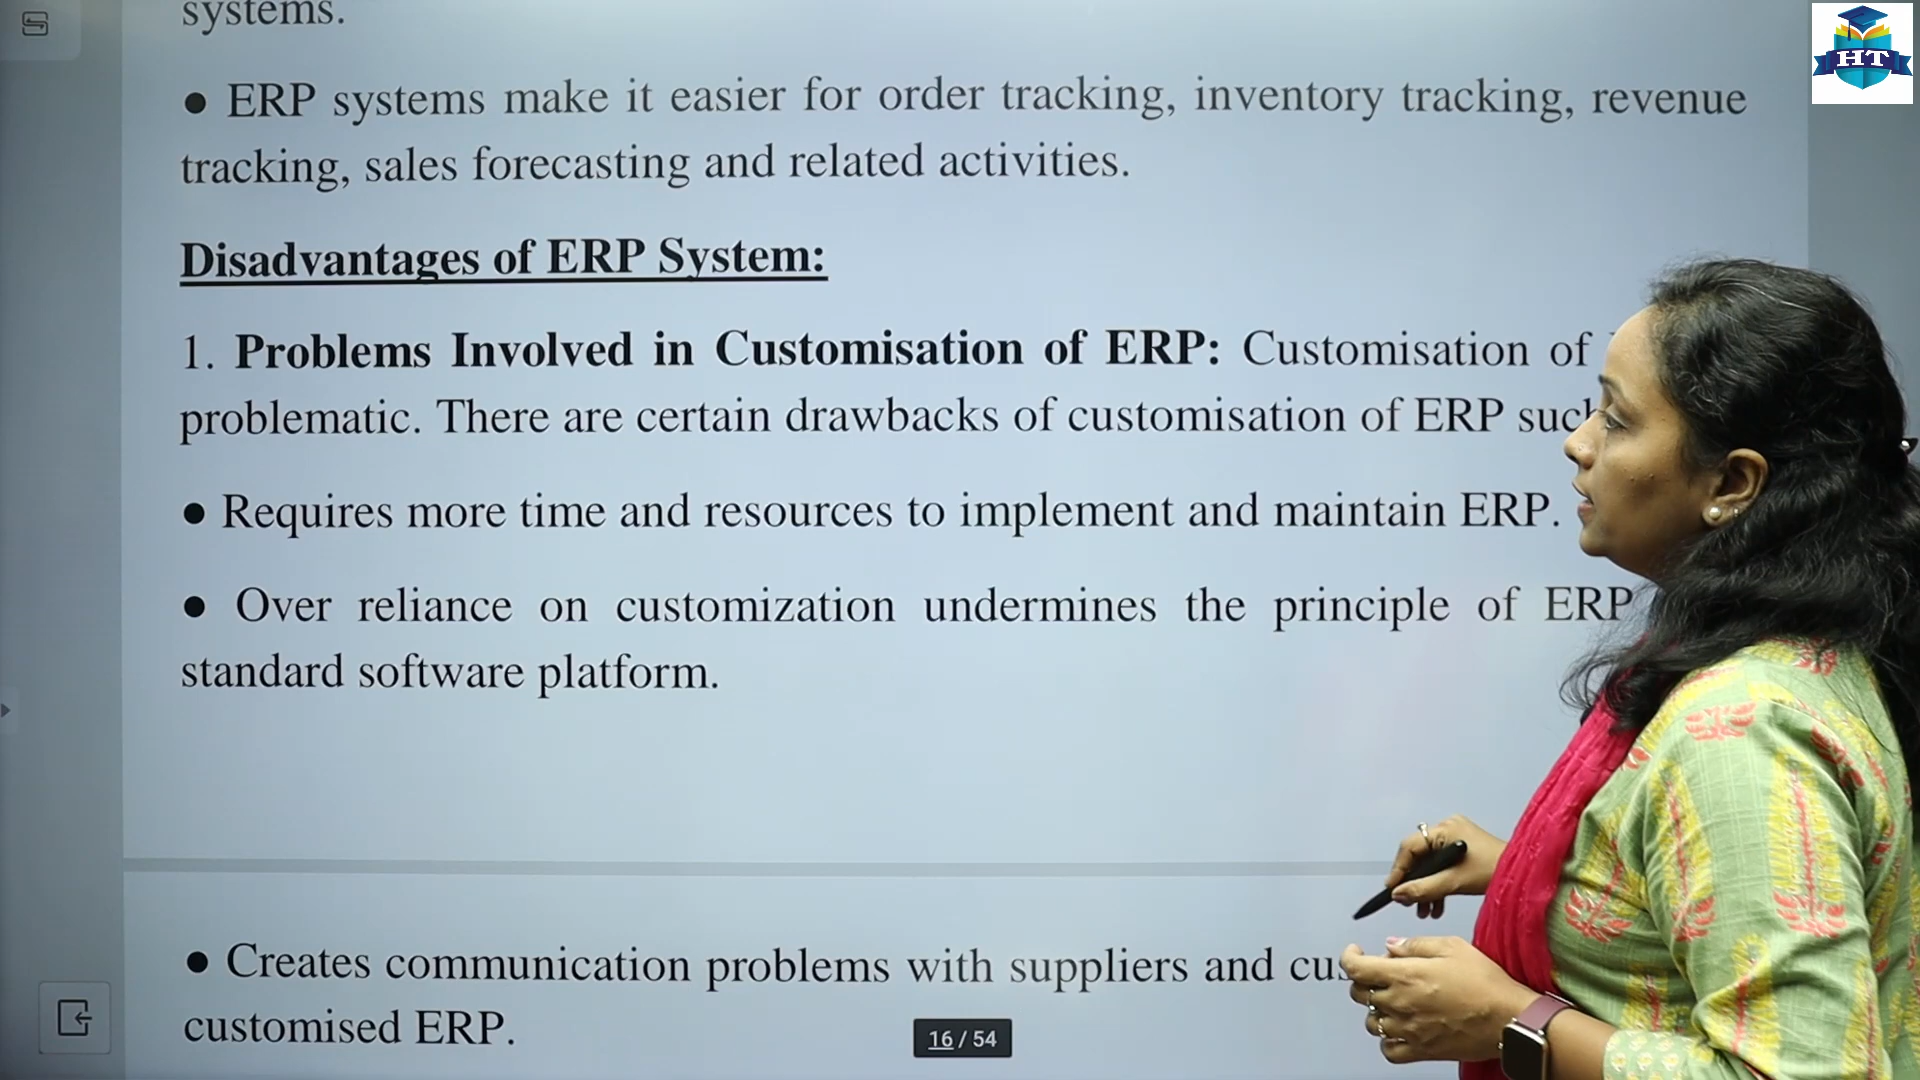 systems.
● ERP systems make it easier for order tracking, inventory tracking, revenue
tracking, sales forecasting and related activities.
Disadvantages of ERP System:
1. Problems Involved in Customisation of ERP: Customisation of
problematic. There are certain drawbacks of customisation of ERP
● Requires more time and resources to implement and maintain ERP.
● Over reliance on customization undermines the principle of ERP
standard software platform.
● Creates communication problems with suppliers and
customised ERP.
16 / 54
HT